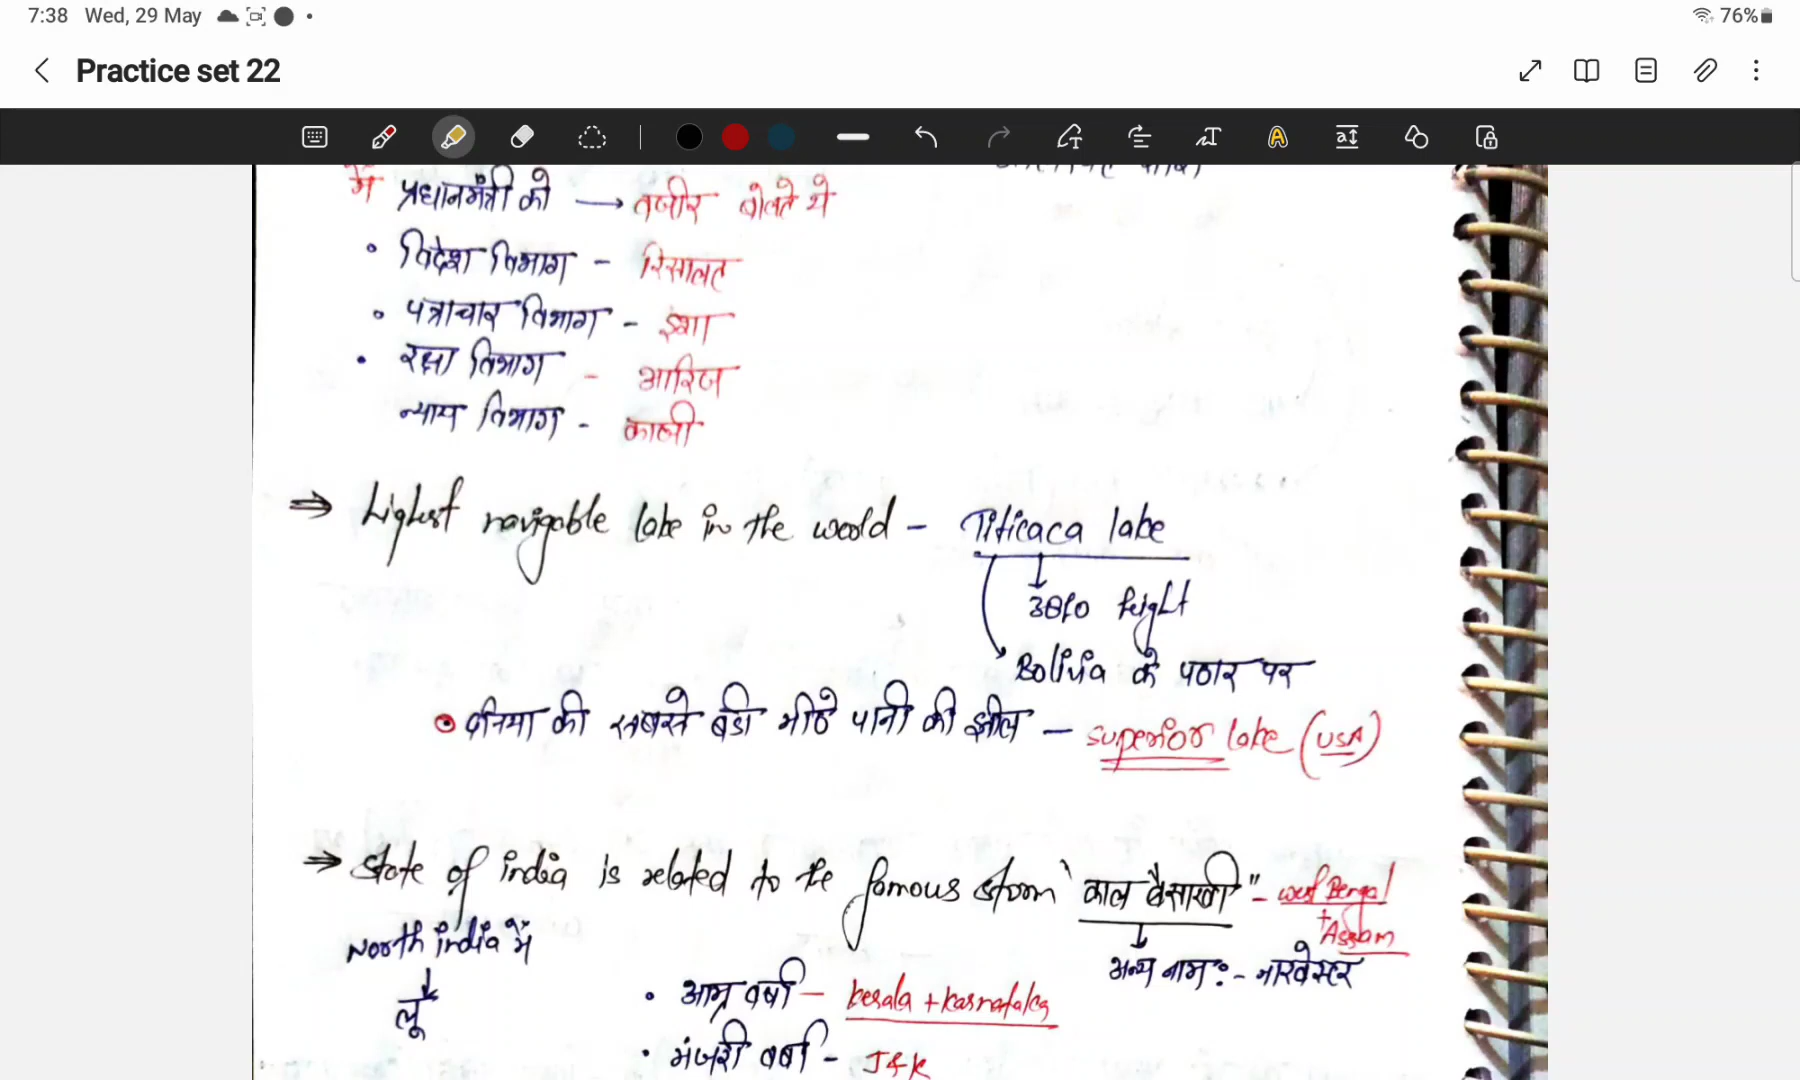 7:38 Wed, 29 May
76%
Practice set 22
में प्रधानमंत्री को → वजीर बोलते थे
• विदेश विभाग - रिसालत
• पत्राचार विभाग - इंशा
• रक्षा विभाग - आरिज
न्याय विभाग - काज़ी
⇒ highest navigable lake in the world - Titicaca lake
3810 height
Bolivia के पठार पर
दुनिया की सबसे बडी मीठे पानी की झील - superior lake (USA)
⇒ state of india is related to the famous storm "काल वैसाखी" - west Bengal
+ Assam
North india में
अन्य नाम :- नारवेस्टर
लू
• आम्र वर्षा - kerala + karnataka
• मंजरी वर्षा - J&K